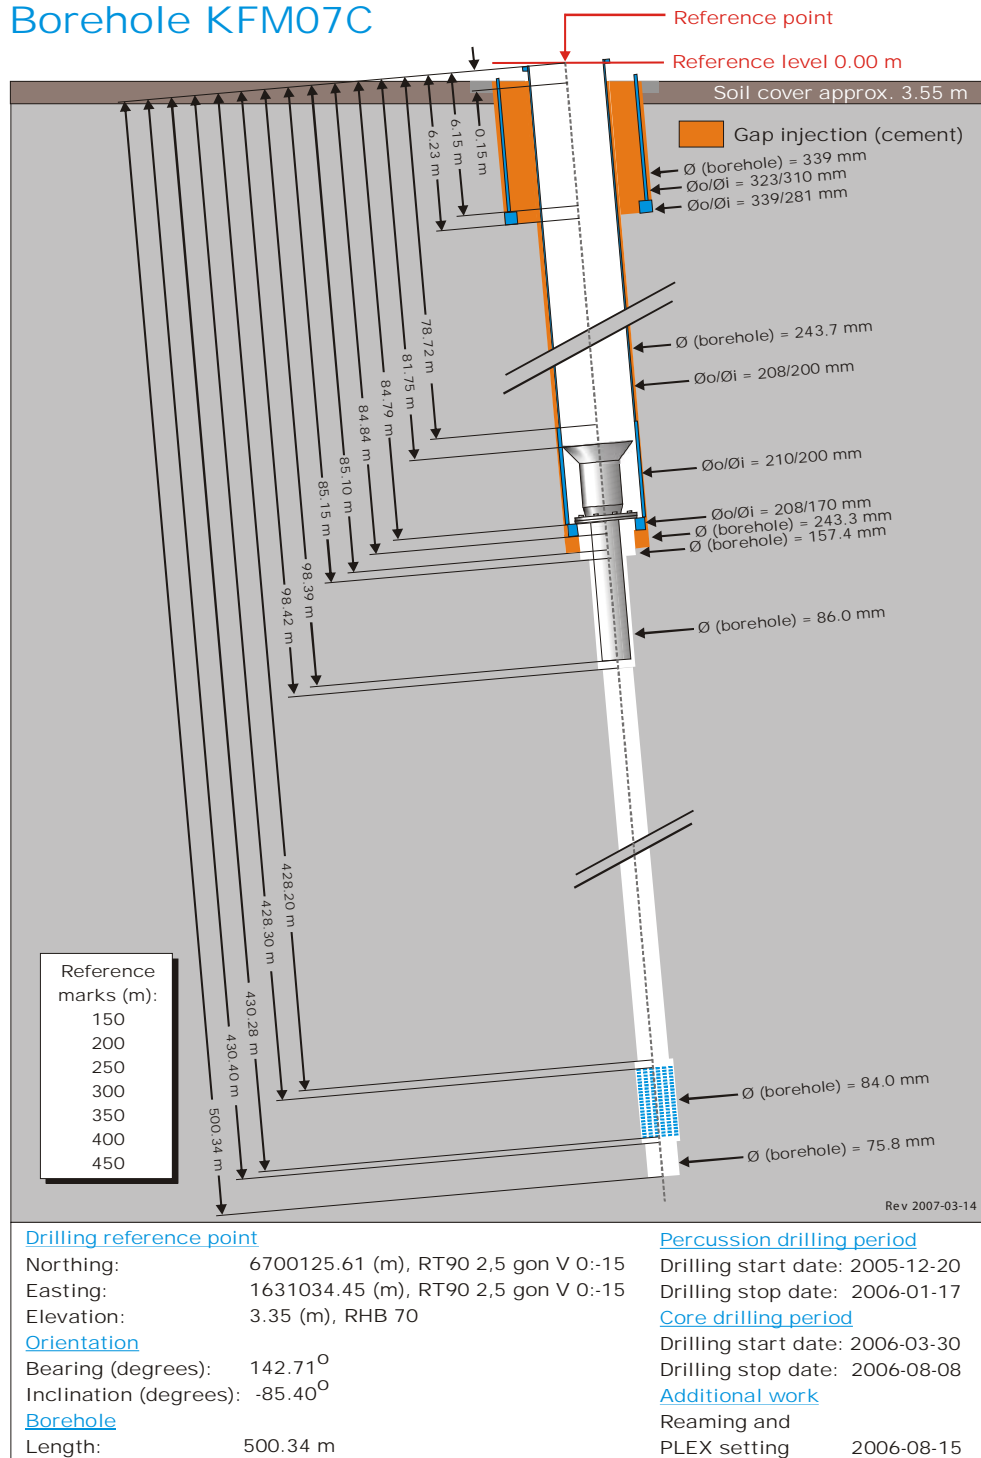 Borehole KFM07C
Reference point
Reference level 0.00 m
Soil cover approx. 3.55 m
Gap injection (cement)
Ø (borehole) = 339 mm
Øo/Øi = 323/310 mm
Øo/Øi = 339/281 mm
0.15 m
6.15 m
6.23 m
Ø (borehole) = 243.7 mm
Øo/Øi = 208/200 mm
78.72 m
81.75 m
84.79 m
84.84 m
85.10 m
85.15 m
98.39 m
98.42 m
Øo/Øi = 210/200 mm
Øo/Øi = 208/170 mm
Ø (borehole) = 243.3 mm
Ø (borehole) = 157.4 mm
Ø (borehole) = 86.0 mm
428.20 m
428.30 m
430.28 m
430.40 m
500.34 m
Reference
marks (m):
150
200
250
300
350
400
450
Ø (borehole) = 84.0 mm
Ø (borehole) = 75.8 mm
Rev 2007-03-14
Drilling reference point
Northing: 6700125.61 (m), RT90 2,5 gon V 0:-15
Easting: 1631034.45 (m), RT90 2,5 gon V 0:-15
Elevation: 3.35 (m), RHB 70
Orientation
Bearing (degrees): 142.71°
Inclination (degrees): -85.40°
Borehole
Length: 500.34 m
Percussion drilling period
Drilling start date: 2005-12-20
Drilling stop date: 2006-01-17
Core drilling period
Drilling start date: 2006-03-30
Drilling stop date: 2006-08-08
Additional work
Reaming and
PLEX setting 2006-08-15